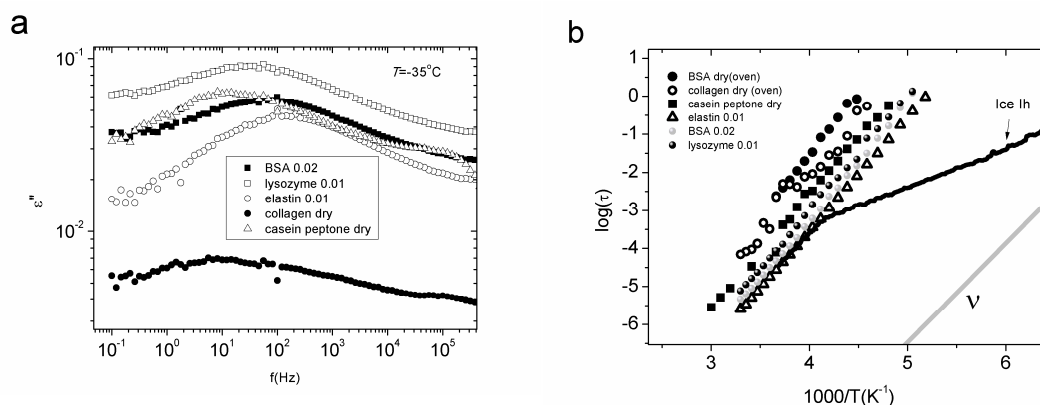 a
10⁻¹
10⁻²
ε"
T=-35°C
BSA 0.02
lysozyme 0.01
elastin 0.01
collagen dry
casein peptone dry
10⁻¹ 10⁰ 10¹ 10² 10³ 10⁴ 10⁵
f(Hz)
b
BSA dry(oven)
collagen dry (oven)
casein peptone dry
elastin 0.01
BSA 0.02
lysozyme 0.01
Ice Ih
ν
0
-1
-2
-3
-4
-5
-6
log(τ)
3 4 5 6
1000/T(K⁻¹)